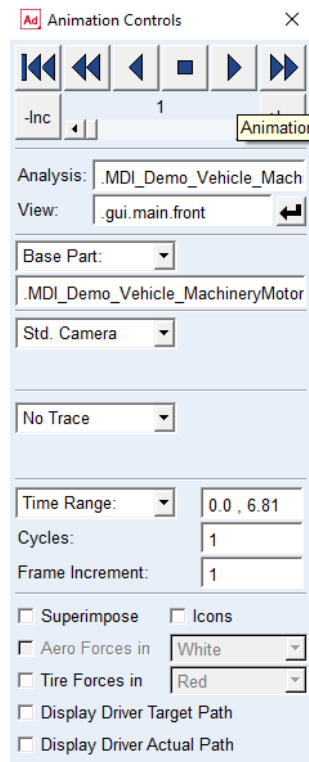 Ad Animation Controls
-Inc 1
Animation
Analysis: .MDI_Demo_Vehicle_Machi
View: .gui.main.front
Base Part:
.MDI_Demo_Vehicle_MachineryMotor
Std. Camera
No Trace
Time Range: 0.0 , 6.81
Cycles: 1
Frame Increment: 1
Superimpose Icons
Aero Forces in White
Tire Forces in Red
Display Driver Target Path
Display Driver Actual Path